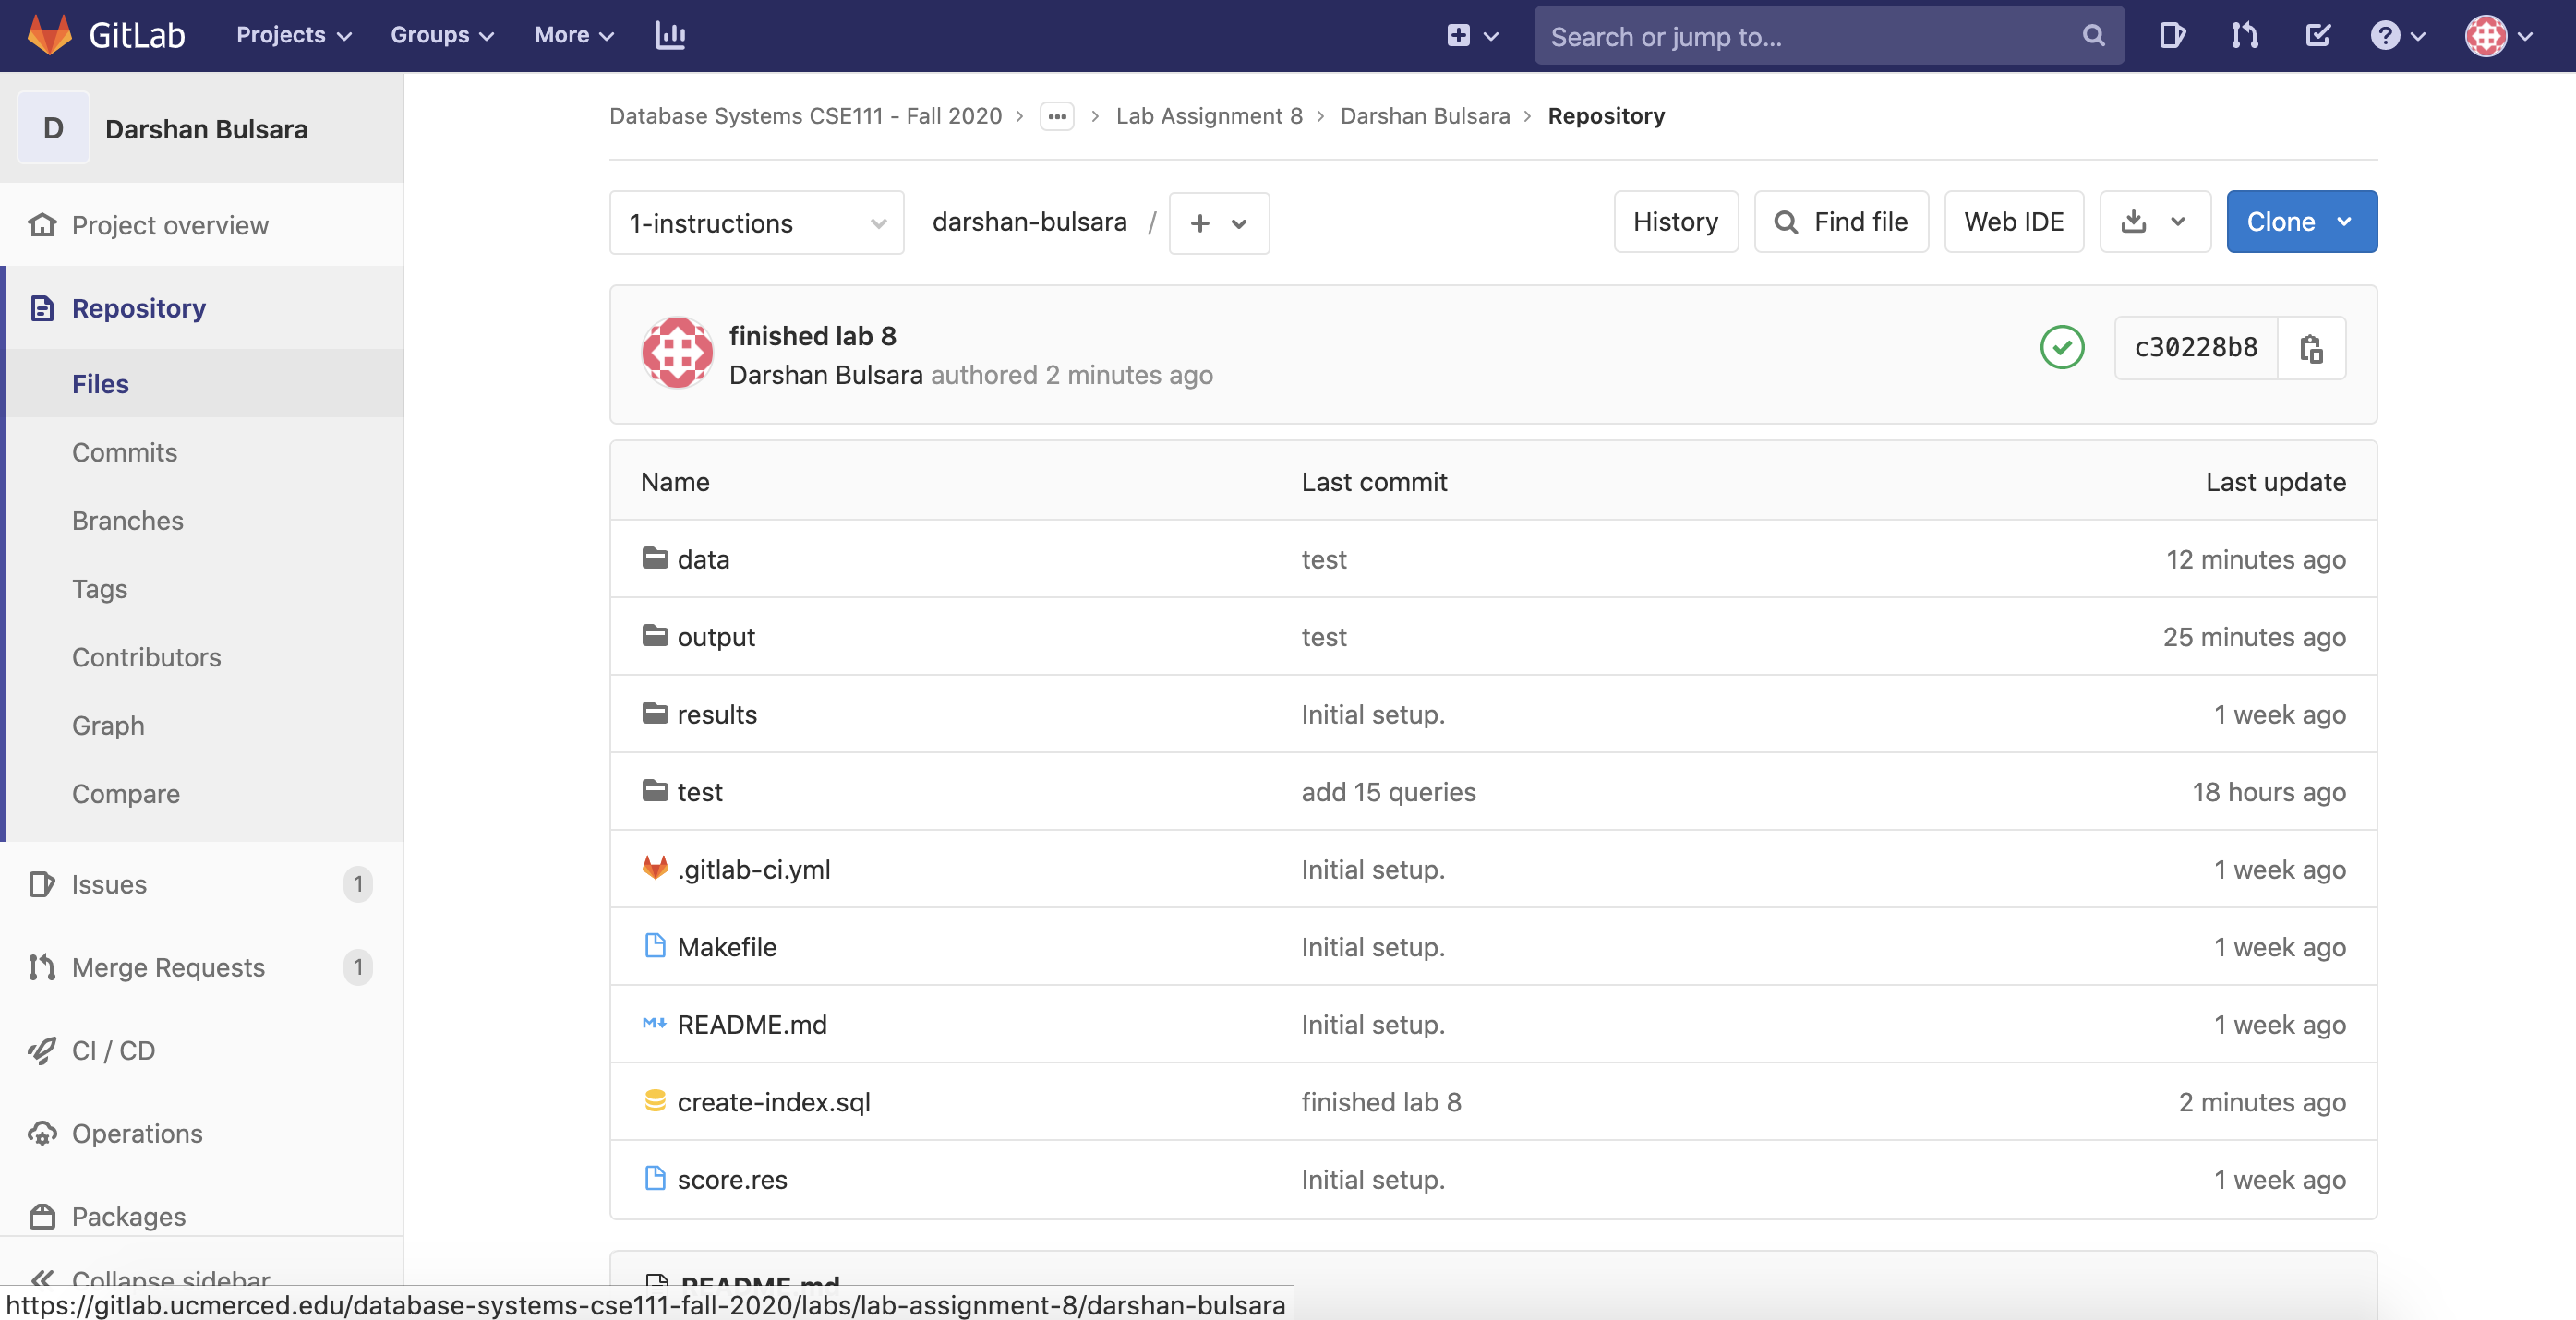 GitLab Projects Groups More Search or jump to...
D Darshan Bulsara
Database Systems CSE111 - Fall 2020 > ... > Lab Assignment 8 > Darshan Bulsara > Repository
Project overview
Repository
Files
Commits
Branches
Tags
Contributors
Graph
Compare
Issues 1
Merge Requests 1
CI / CD
Operations
Packages
Collapse sidebar
1-instructions darshan-bulsara / + History Find file Web IDE Clone
finished lab 8
Darshan Bulsara authored 2 minutes ago
c30228b8
Name Last commit Last update
data test 12 minutes ago
output test 25 minutes ago
results Initial setup. 1 week ago
test add 15 queries 18 hours ago
.gitlab-ci.yml Initial setup. 1 week ago
Makefile Initial setup. 1 week ago
README.md Initial setup. 1 week ago
create-index.sql finished lab 8 2 minutes ago
score.res Initial setup. 1 week ago
README.md
https://gitlab.ucmerced.edu/database-systems-cse111-fall-2020/labs/lab-assignment-8/darshan-bulsara